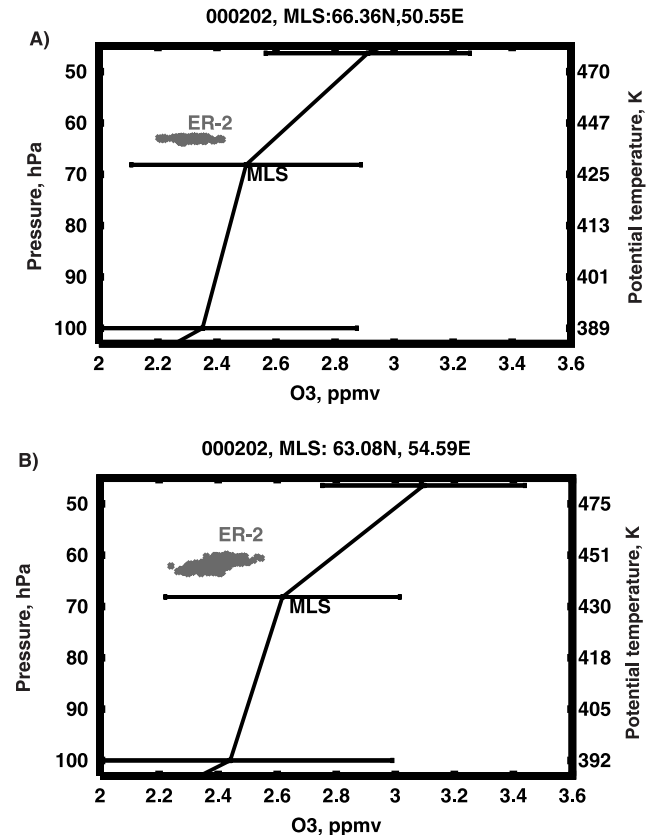 000202, MLS:66.36N,50.55E
A)
50 470
ER-2
60 447
70 425
MLS
80 413
90 401
100 389
Pressure, hPa
Potential temperature, K
2 2.2 2.4 2.6 2.8 3 3.2 3.4 3.6
O3, ppmv
000202, MLS: 63.08N, 54.59E
B)
50 475
ER-2
60 451
70 430
MLS
80 418
90 405
100 392
Pressure, hPa
Potential temperature, K
2 2.2 2.4 2.6 2.8 3 3.2 3.4 3.6
O3, ppmv